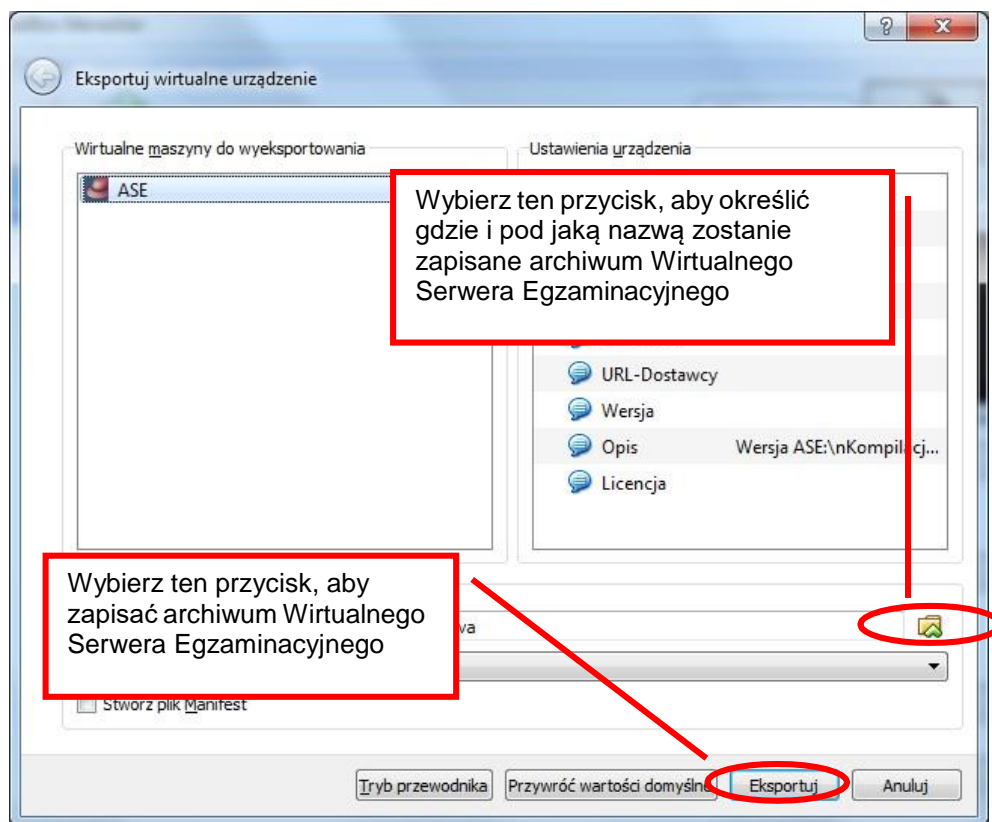 Eksportuj wirtualne urządzenie
Wirtualne maszyny do wyeksportowania
Ustawienia urządzenia
ASE
Wybierz ten przycisk, aby określić
gdzie i pod jaką nazwą zostanie
zapisane archiwum Wirtualnego
Serwera Egzaminacyjnego
URL-Dostawcy
Wersja
Opis Wersja ASE:\nKompilacj...
Licencja
Wybierz ten przycisk, aby
zapisać archiwum Wirtualnego
Serwera Egzaminacyjnego
va
Stwórz plik Manifest
Tryb przewodnika
Przywróć wartości domyślne
Eksportuj
Anuluj